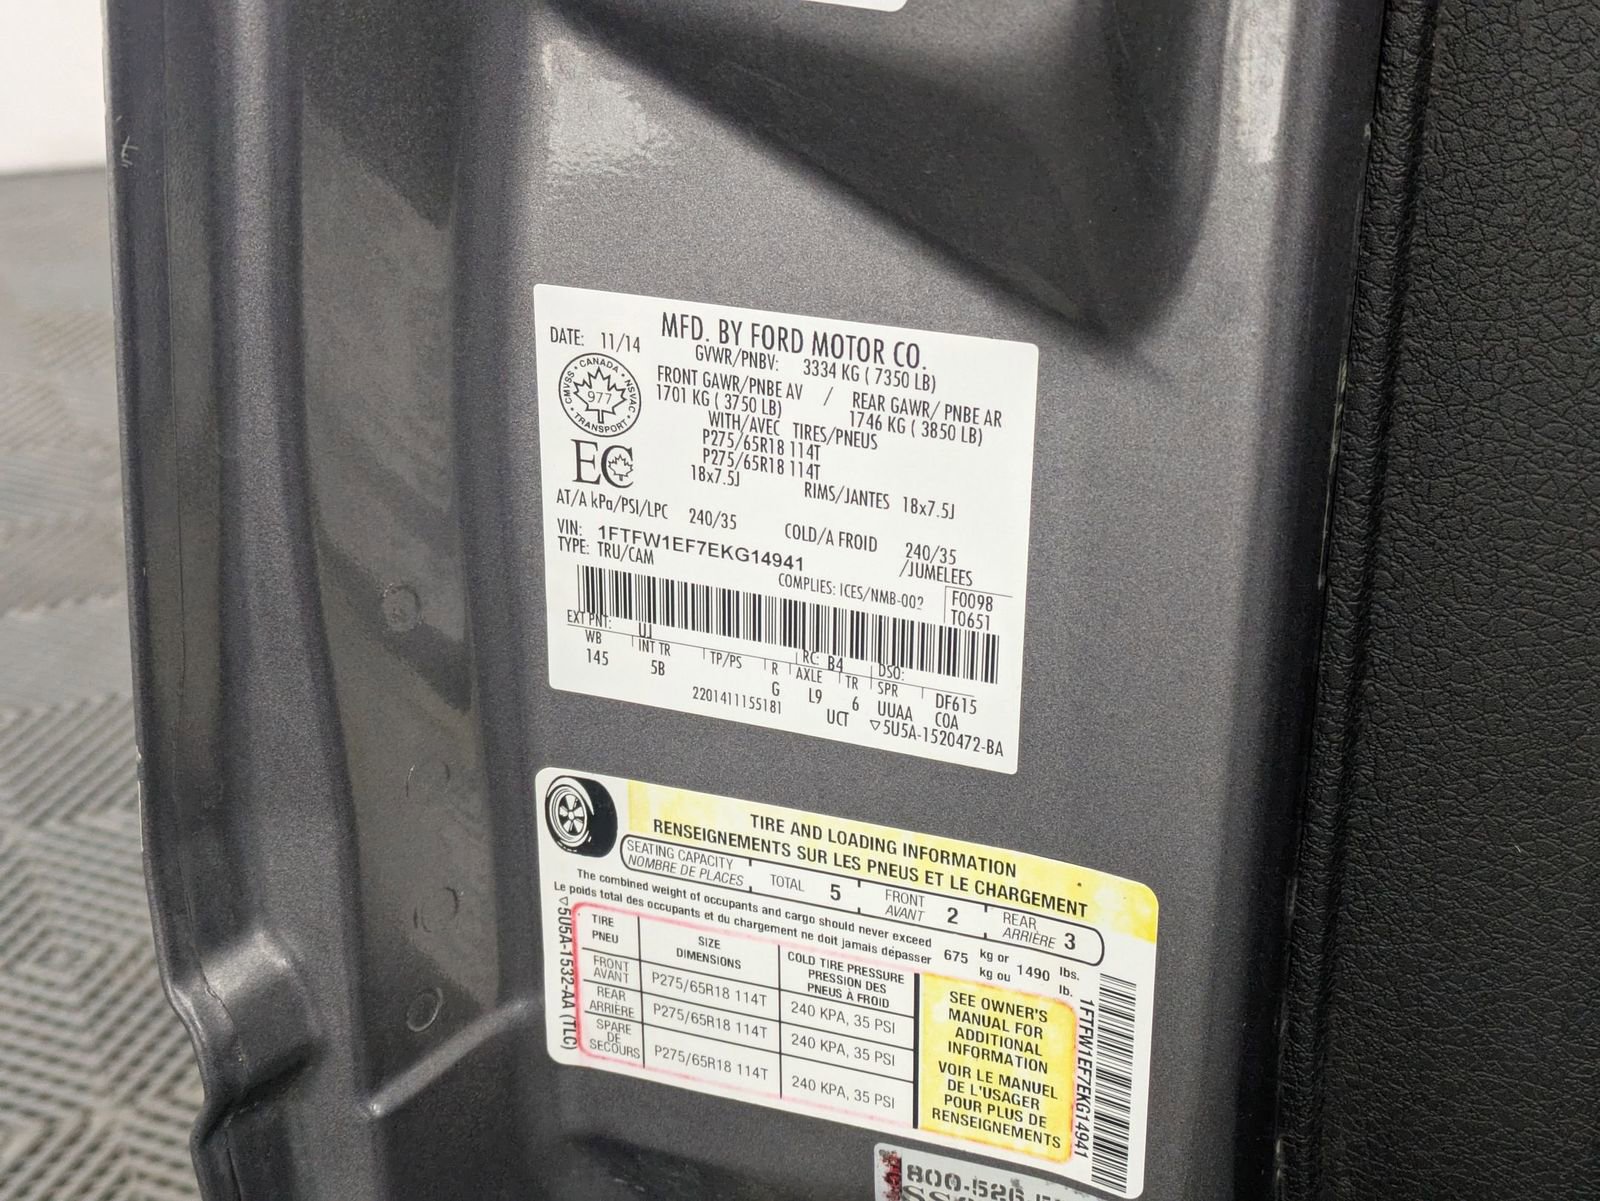 MFD. BY FORD MOTOR CO.
DATE: 11/14
GVWR/PNBV: 3334 KG ( 7350 LB)
FRONT GAWR/PNBE AV / REAR GAWR/ PNBE AR
1701 KG ( 3750 LB) 1746 KG ( 3850 LB)
WITH/AVEC TIRES/PNEUS
P275/65R18 114T
P275/65R18 114T
18x7.5J RIMS/JANTES 18x7.5J
CANADA
CMVSS NSVAC
977
TRANSPORT
EC
AT/A kPa/PSI/LPC 240/35 COLD/A FROID 240/35
/JUMELEES
VIN: 1FTFW1EF7EKG14941
TYPE: TRU/CAM
COMPLIES: ICES/NMB-002
F0098
T0651
EXT PNT: UJ RC: B4 DSO:
WB INT TR TP/PS R AXLE TR SPR
145 5B G L9 6 UUAA DF615
COA
2201411155181 UCT ▽5U5A-1520472-BA
TIRE AND LOADING INFORMATION
RENSEIGNEMENTS SUR LES PNEUS ET LE CHARGEMENT
SEATING CAPACITY
NOMBRE DE PLACES
TOTAL 5
FRONT
AVANT 2
REAR
ARRIÈRE 3
The combined weight of occupants and cargo should never exceed 675 kg or 1490 lbs.
Le poids total des occupants et du chargement ne doit jamais dépasser kg ou lb.
TIRE
PNEU
SIZE
DIMENSIONS
COLD TIRE PRESSURE
PRESSION DES
PNEUS À FROID
FRONT
AVANT
P275/65R18 114T
240 KPA, 35 PSI
REAR
ARRIÈRE
P275/65R18 114T
240 KPA, 35 PSI
SPARE
DE
SECOURS
P275/65R18 114T
240 KPA, 35 PSI
SEE OWNER'S
MANUAL FOR
ADDITIONAL
INFORMATION
VOIR LE MANUEL
DE L'USAGER
POUR PLUS DE
RENSEIGNEMENTS
▽5U5A-1532-AA (TLC)
1FTFW1EF7EKG14941
800-526-